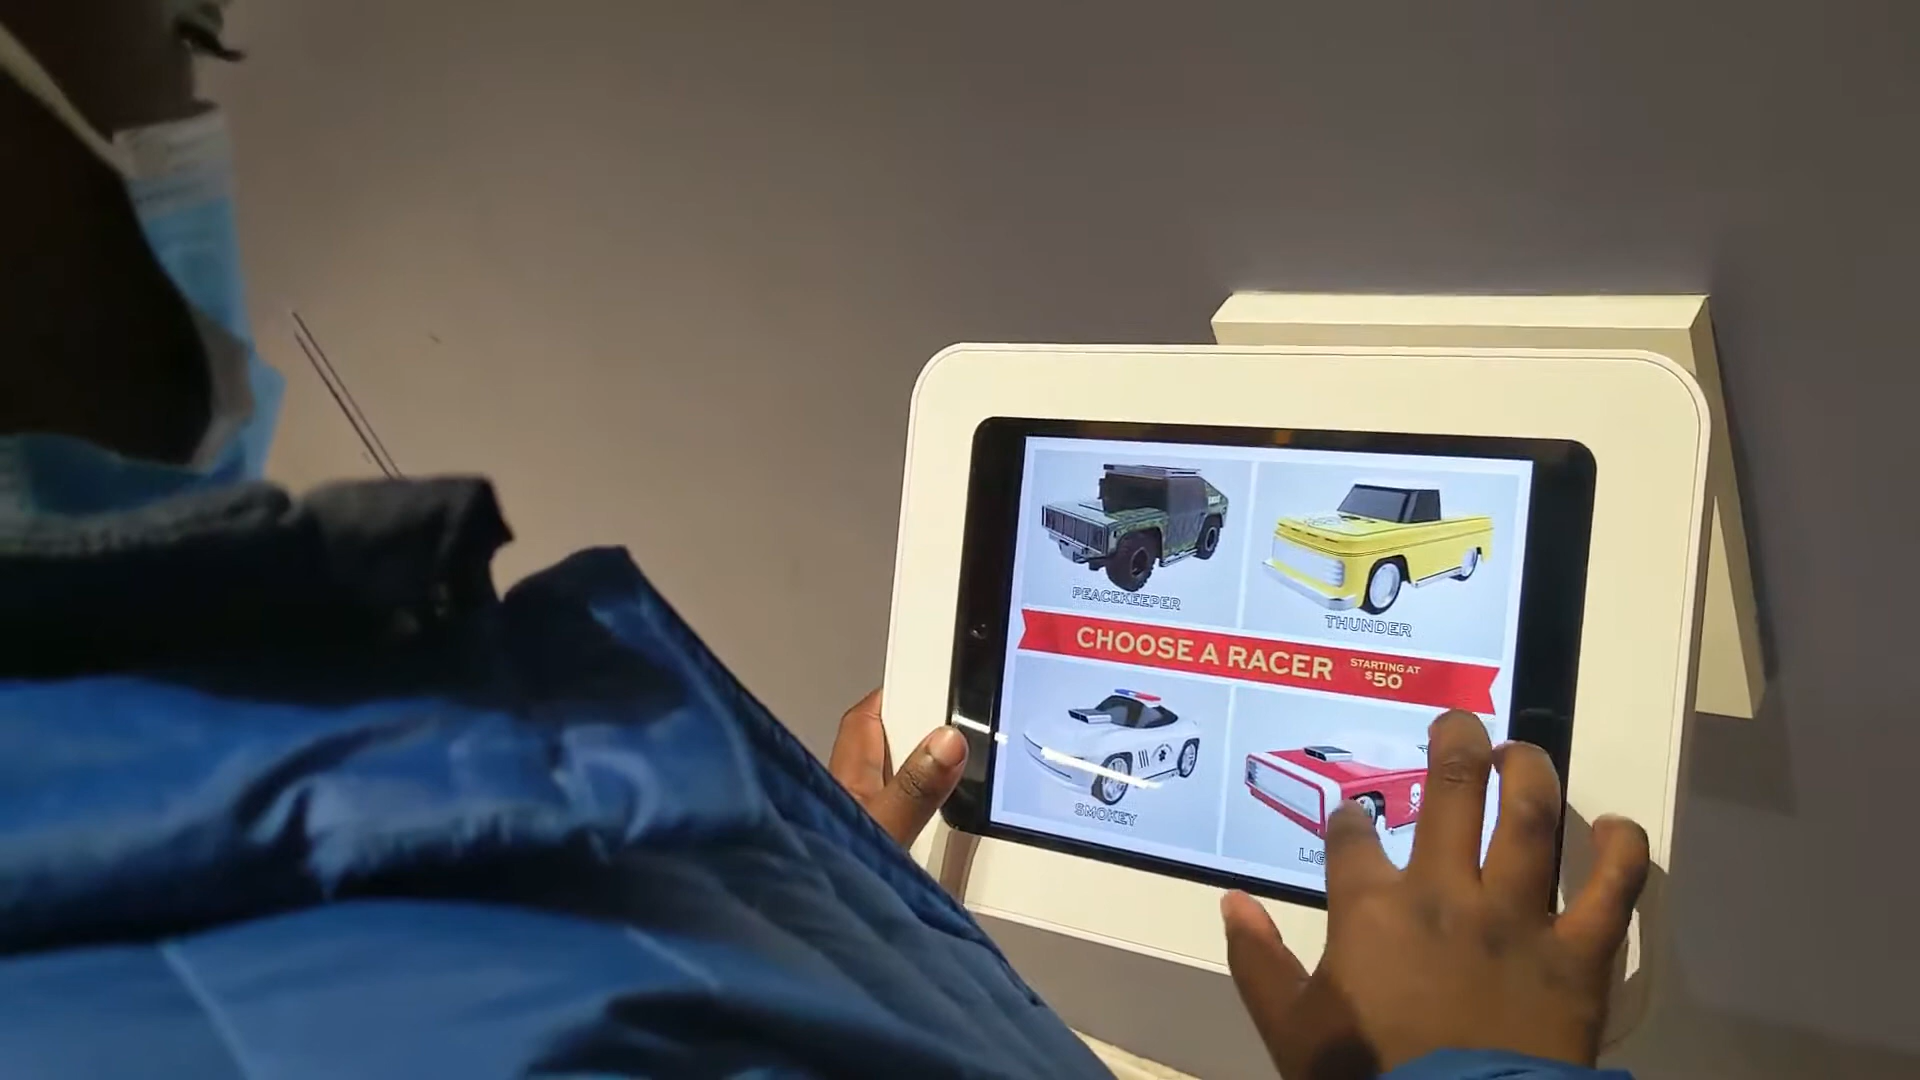 PEACEKEEPER
THUNDER
CHOOSE A RACER
STARTING AT
$50
SMOKEY